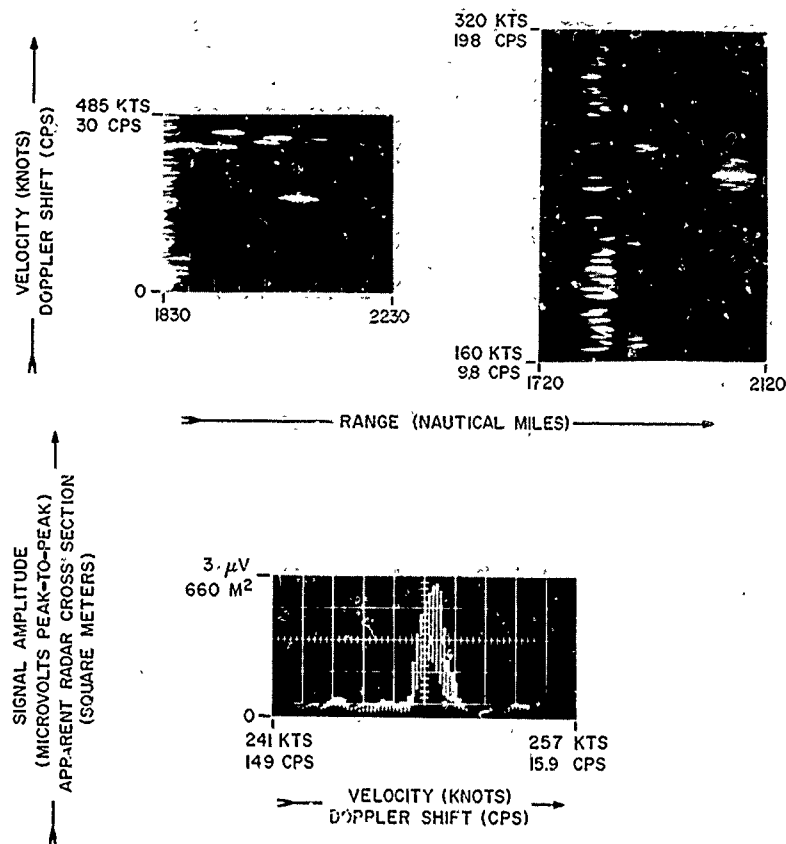 VELOCITY (KNOTS)
DOPPLER SHIFT (CPS)
485 KTS
30 CPS
0
1830
2230
320 KTS
198 CPS
160 KTS
98 CPS
1720
2120
RANGE (NAUTICAL MILES)
SIGNAL AMPLITUDE
(MICROVOLTS PEAK-TO-PEAK)
APPARENT RADAR CROSS SECTION
(SQUARE METERS)
3 μV
660 M²
0
241 KTS
149 CPS
257 KTS
15.9 CPS
VELOCITY (KNOTS)
DOPPLER SHIFT (CPS)